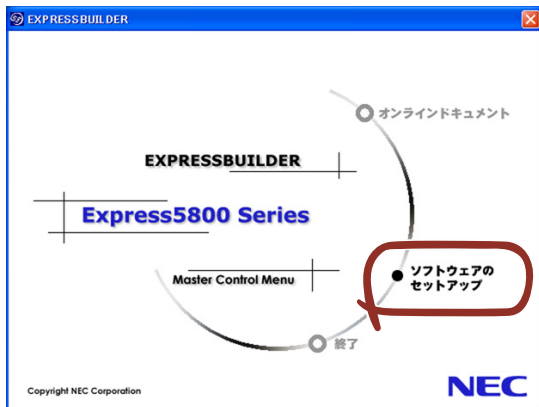 EXPRESSBUILDER
オンラインドキュメント
EXPRESSBUILDER
Express5800 Series
Master Control Menu
ソフトウェアの
セットアップ
終了
Copyright NEC Corporation
NEC